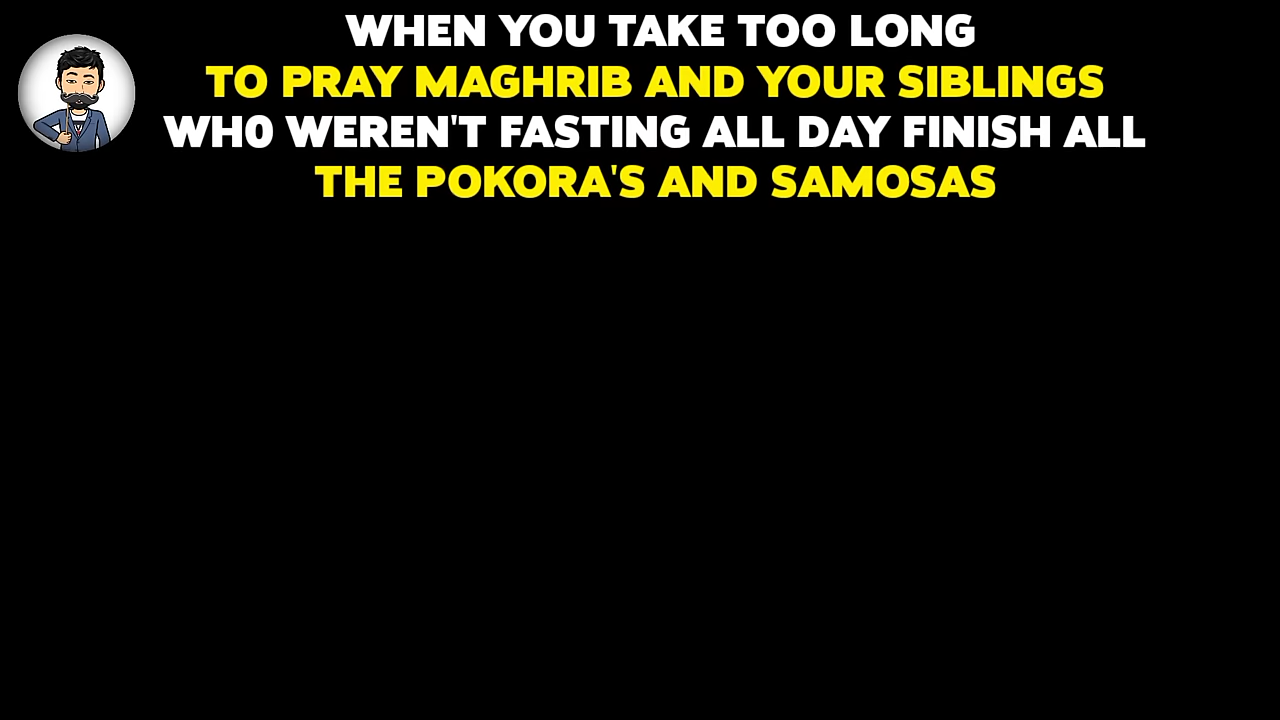 WHEN YOU TAKE TOO LONG
TO PRAY MAGHRIB AND YOUR SIBLINGS
WH0 WEREN'T FASTING ALL DAY FINISH ALL
THE POKORA'S AND SAMOSAS